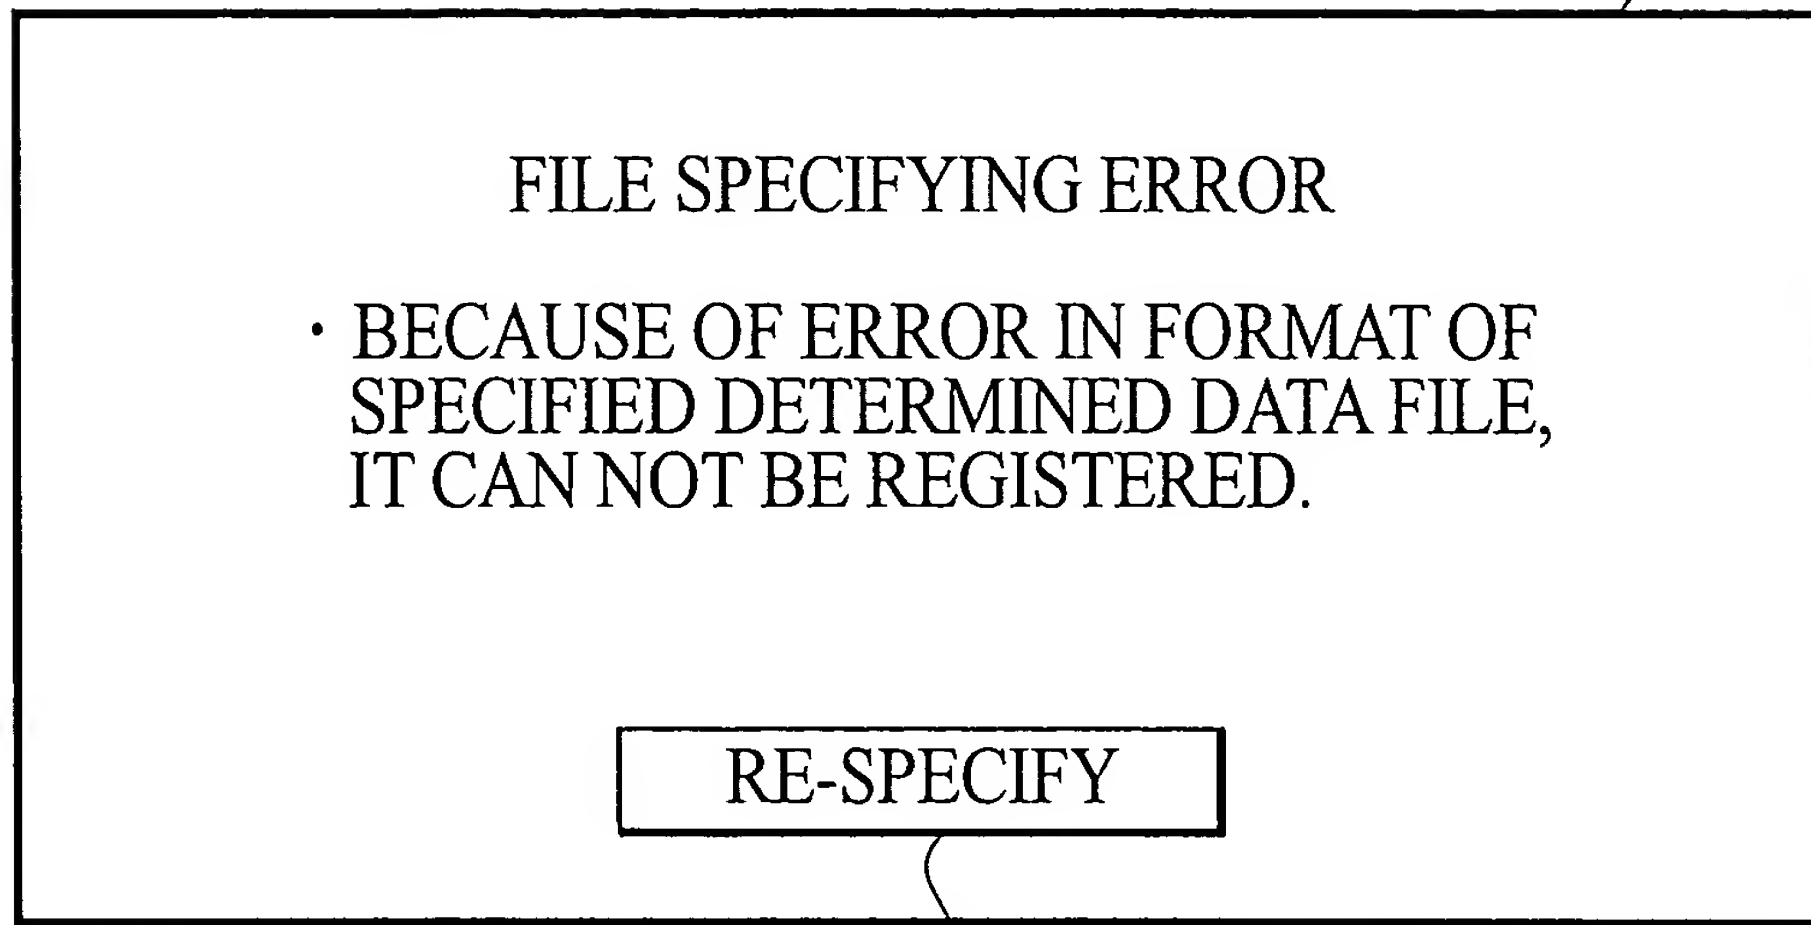 FILE SPECIFYING ERROR
· BECAUSE OF ERROR IN FORMAT OF
SPECIFIED DETERMINED DATA FILE,
IT CAN NOT BE REGISTERED.
RE-SPECIFY